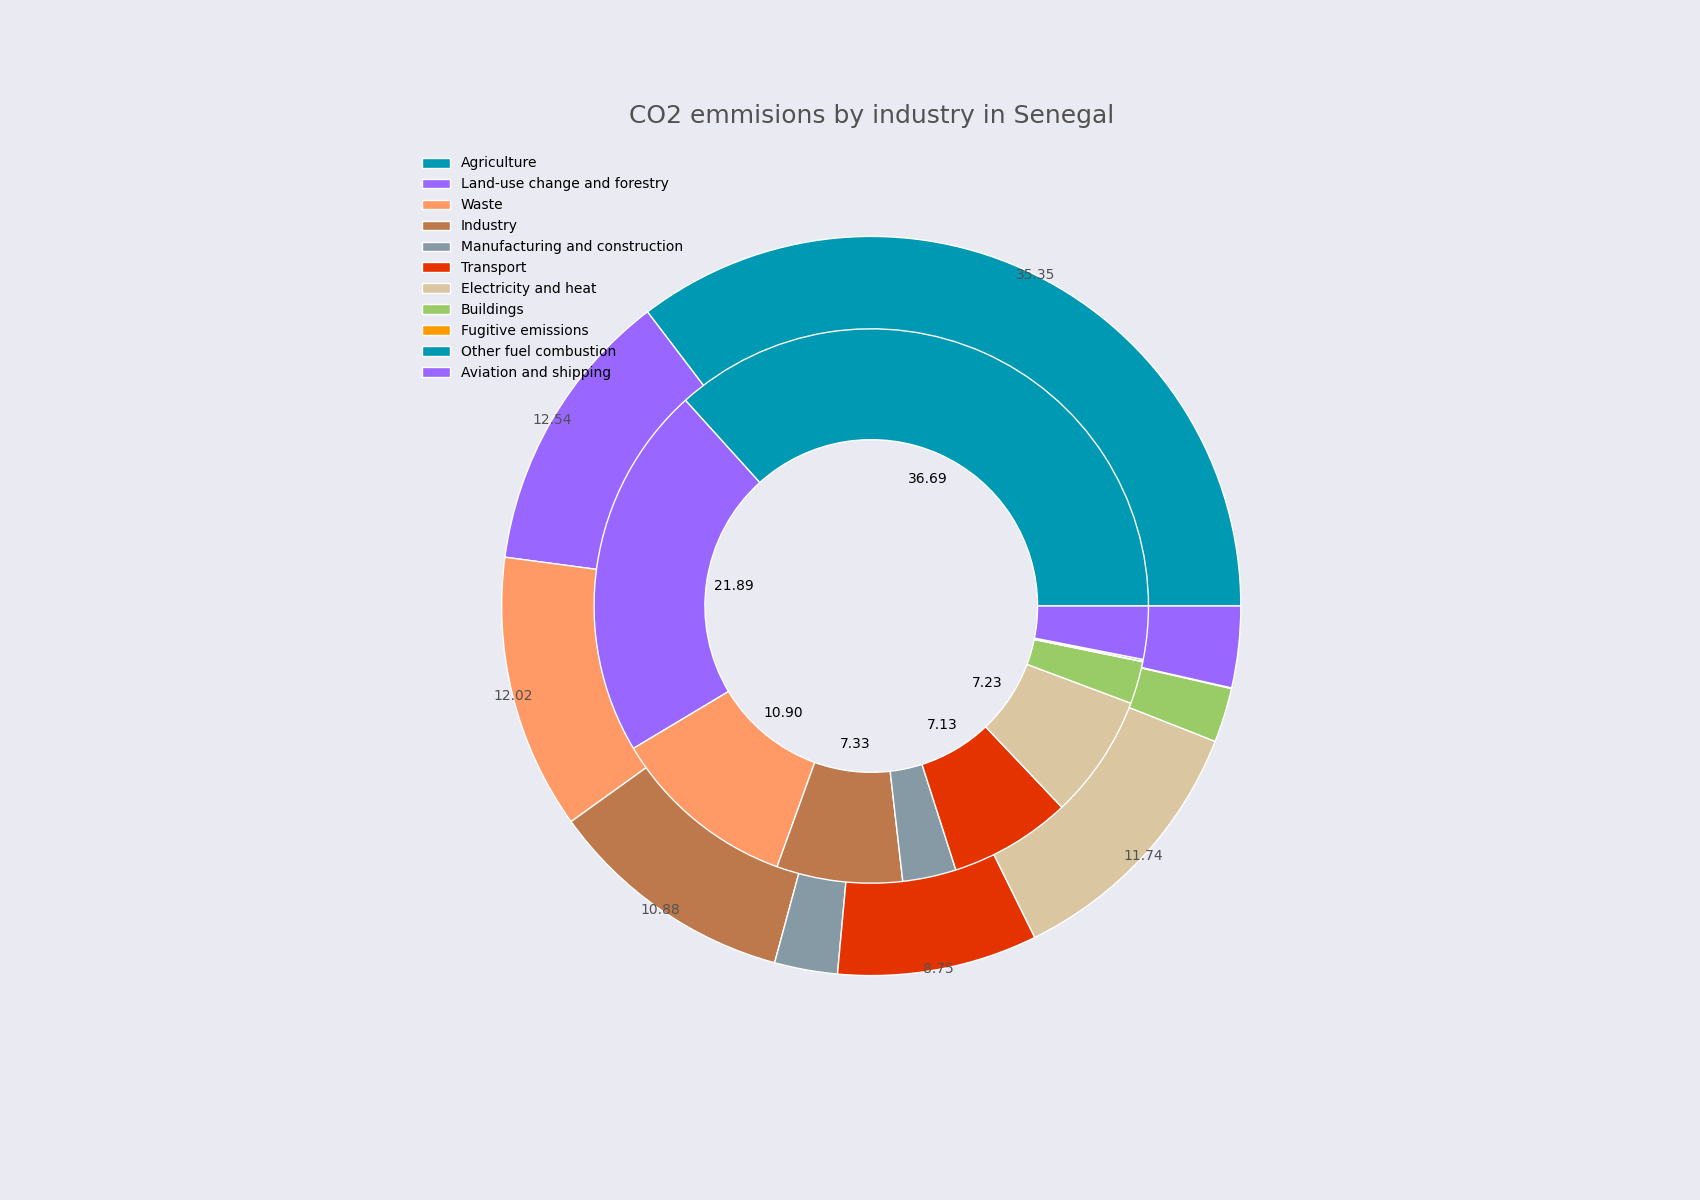 CO2 emmisions by industry in Senegal
Agriculture
Land-use change and forestry
Waste
Industry
Manufacturing and construction
Transport
Electricity and heat
Buildings
Fugitive emissions
Other fuel combustion
Aviation and shipping
35.35
12.54
36.69
21.89
7.23
12.02
10.90
7.13
7.33
11.74
10.88
8.75